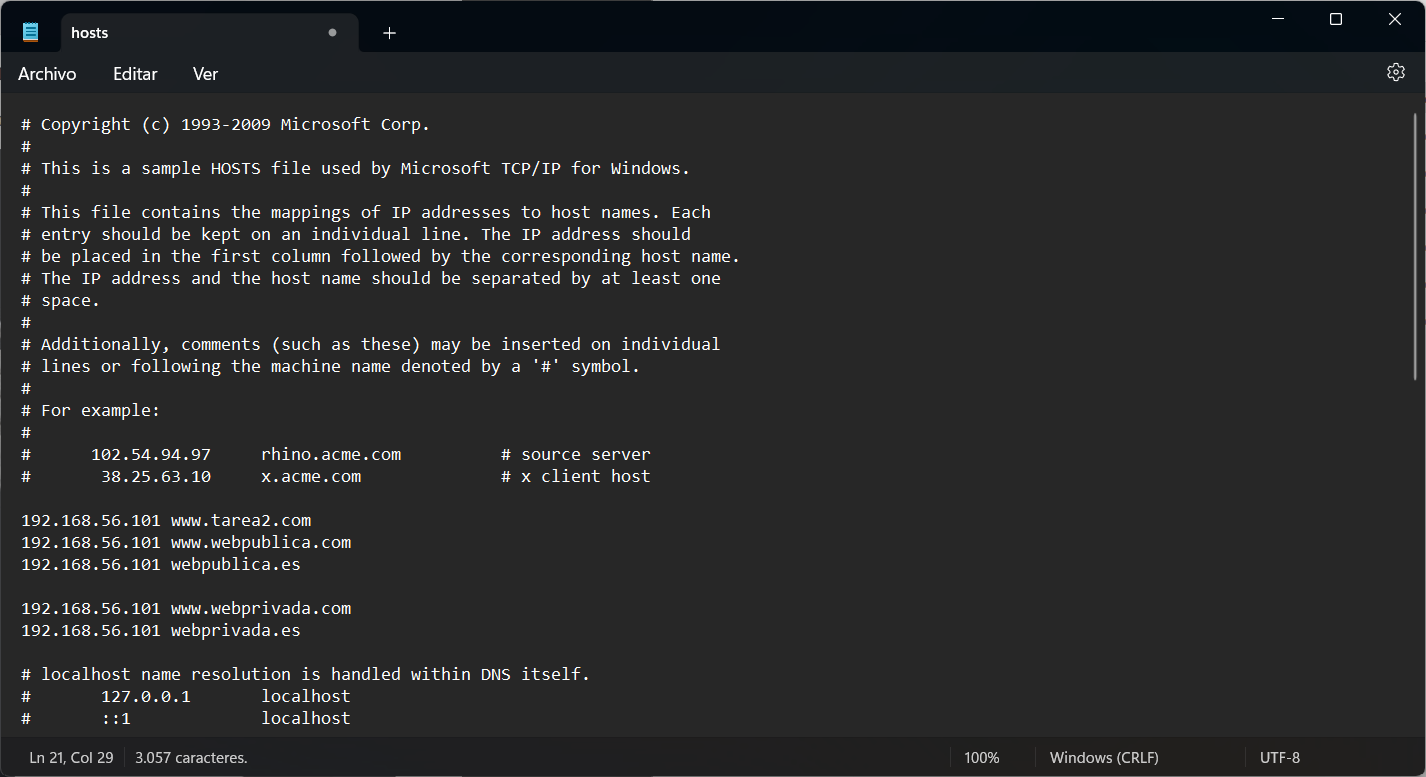 hosts
Archivo Editar Ver
# Copyright (c) 1993-2009 Microsoft Corp.
#
# This is a sample HOSTS file used by Microsoft TCP/IP for Windows.
#
# This file contains the mappings of IP addresses to host names. Each
# entry should be kept on an individual line. The IP address should
# be placed in the first column followed by the corresponding host name.
# The IP address and the host name should be separated by at least one
# space.
#
# Additionally, comments (such as these) may be inserted on individual
# lines or following the machine name denoted by a '#' symbol.
#
# For example:
#
#      102.54.94.97     rhino.acme.com          # source server
#       38.25.63.10     x.acme.com              # x client host
192.168.56.101 www.tarea2.com
192.168.56.101 www.webpublica.com
192.168.56.101 webpublica.es
192.168.56.101 www.webprivada.com
192.168.56.101 webprivada.es
# localhost name resolution is handled within DNS itself.
#       127.0.0.1       localhost
#       ::1             localhost
Ln 21, Col 29 3.057 caracteres. 100% Windows (CRLF) UTF-8